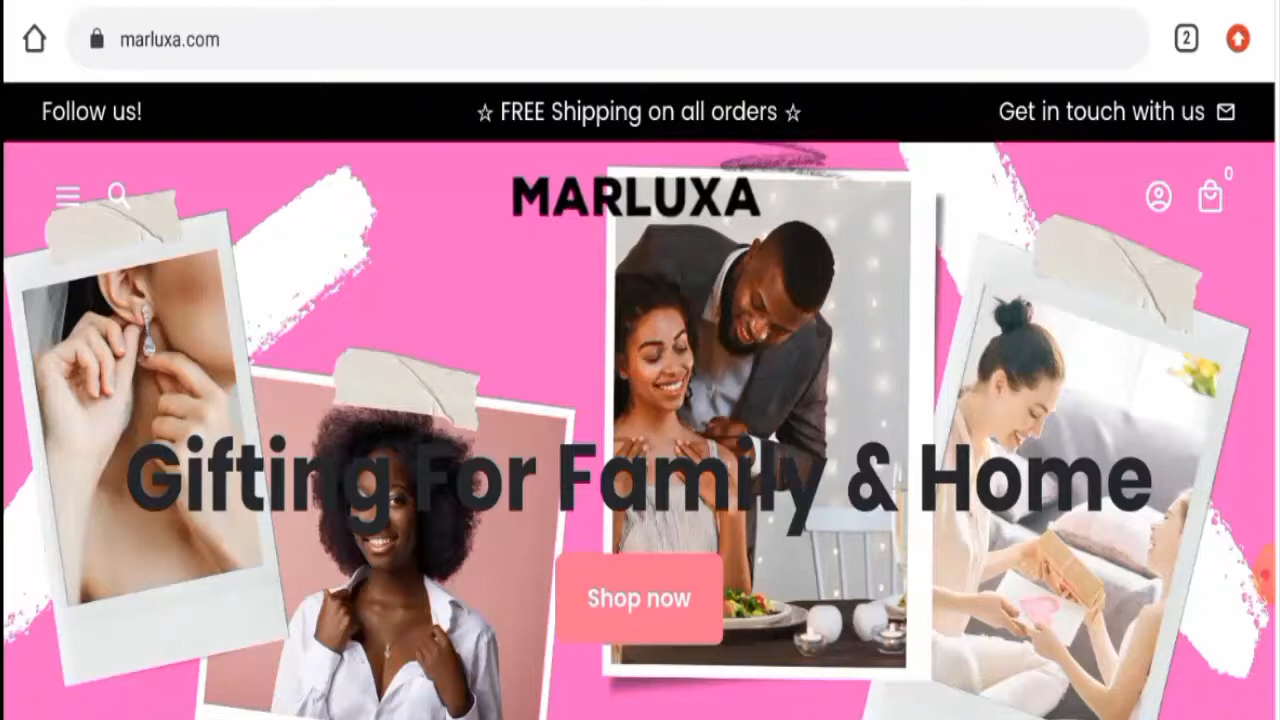 marluxa.com
2
Follow us!
☆ FREE Shipping on all orders ☆
Get in touch with us
MARLUXA
0
Gifting For Family & Home
Shop now